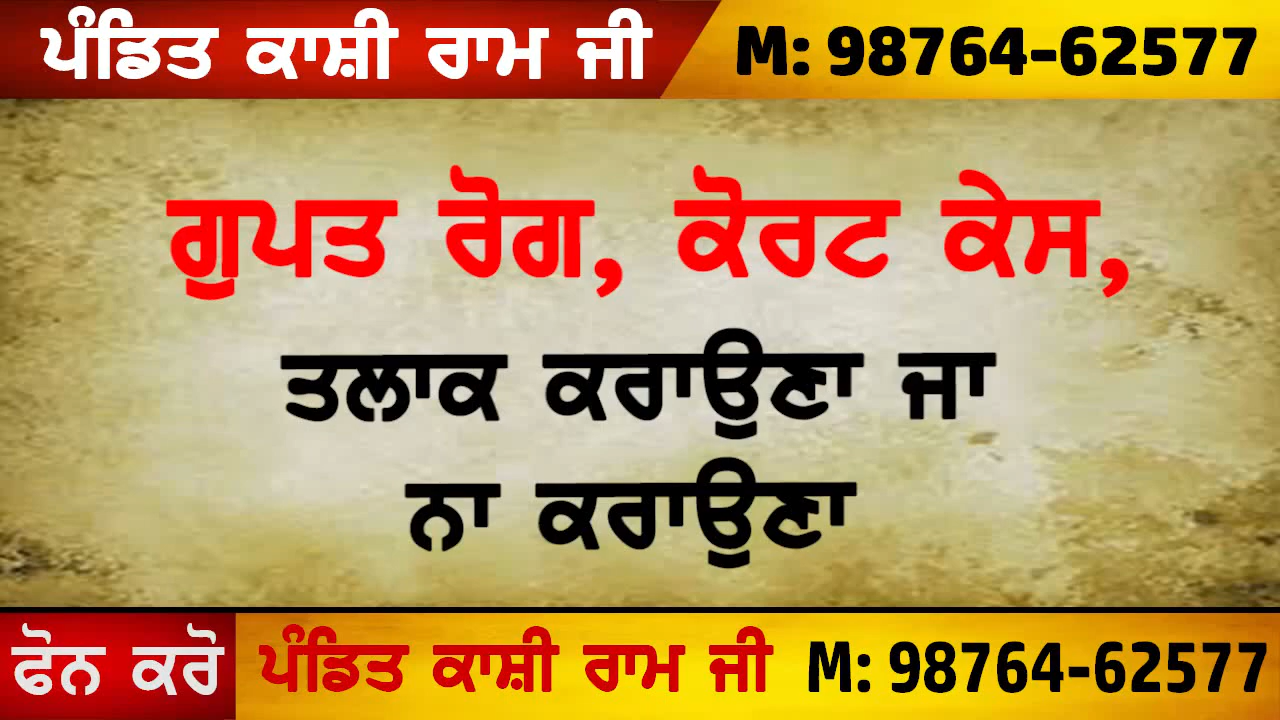 ਪੰਡਿਤ ਕਾਸ਼ੀ ਰਾਮ ਜੀ M: 98764-62577
ਗੁਪਤ ਰੋਗ, ਕੋਰਟ ਕੇਸ,
ਤਲਾਕ ਕਰਾਉਣਾ ਜਾ
ਨਾ ਕਰਾਉਣਾ
ਫੋਨ ਕਰੋ ਪੰਡਿਤ ਕਾਸ਼ੀ ਰਾਮ ਜੀ M: 98764-62577